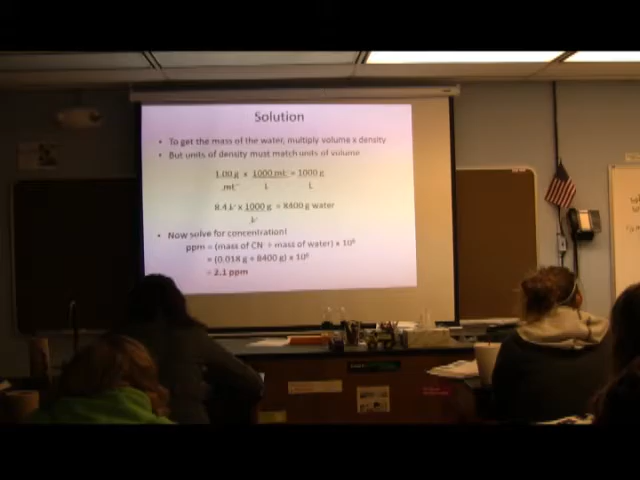 Solution
• To get the mass of the water, multiply volume x density
• But units of density must match units of volume
1.00 g x 1000 mL = 1000 g
mL L L
8.4 L x 1000 g = 8400 g water
L
• Now solve for concentration!
ppm = (mass of CN ÷ mass of water) x 10⁶
= (0.018 g ÷ 8400 g) x 10⁶
= 2.1 ppm